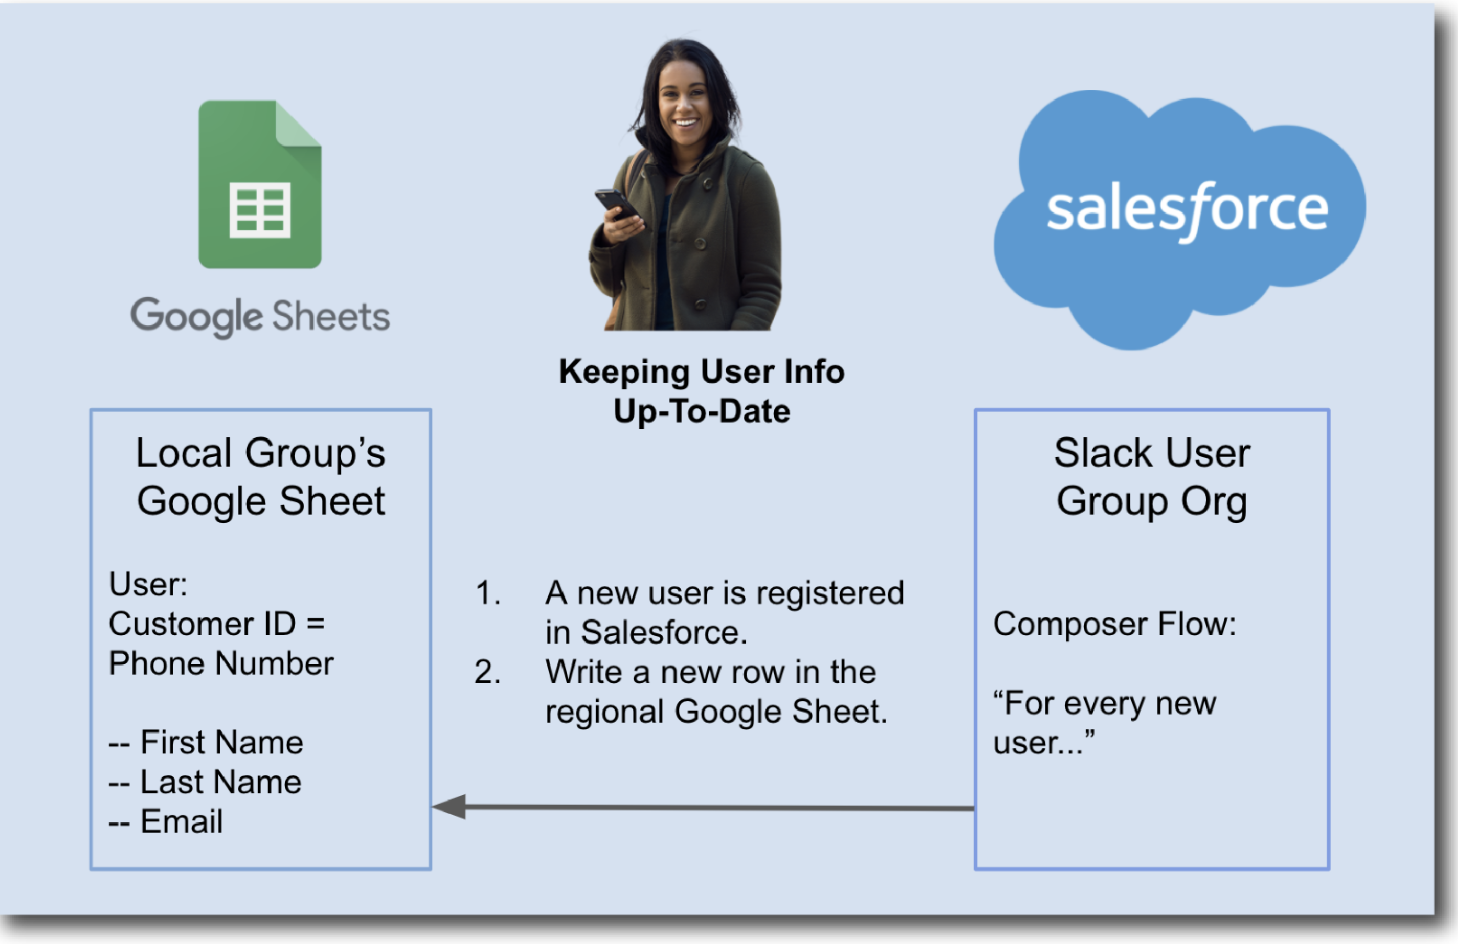 Google Sheets
salesforce
Keeping User Info
Up-To-Date
Local Group's
Google Sheet
User:
Customer ID =
Phone Number
-- First Name
-- Last Name
-- Email
1. A new user is registered
in Salesforce.
2. Write a new row in the
regional Google Sheet.
Slack User
Group Org
Composer Flow:
“For every new
user...”